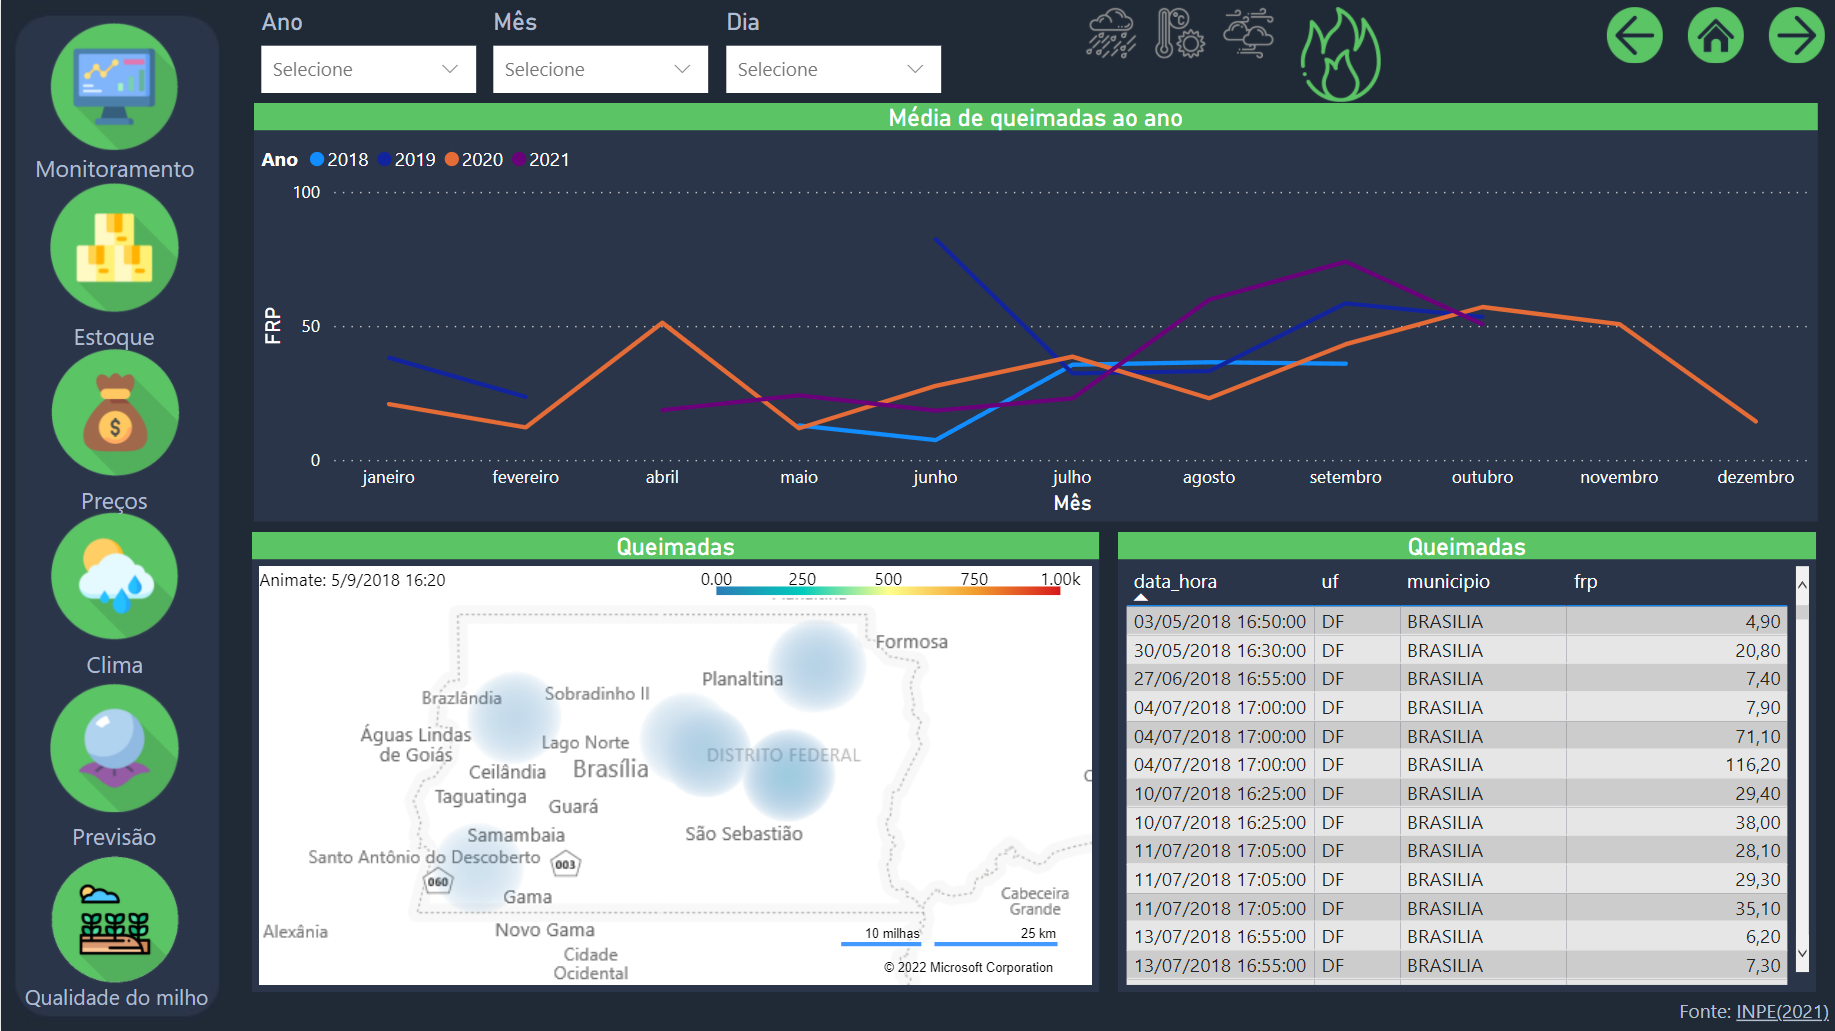 Ano
Mês
Dia
Selecione
Selecione
Selecione
Monitoramento
Estoque
Preços
Clima
Previsão
Qualidade do milho
Média de queimadas ao ano
Ano 2018 2019 2020 2021
100
50
0
FRP
janeiro fevereiro abril maio junho julho agosto setembro outubro novembro dezembro
Mês
Queimadas
Animate: 5/9/2018 16:20
0.00 250 500 750 1.00k
Formosa
Planaltina
Brazlândia
Sobradinho II
Águas Lindas
de Goiás
Lago Norte
DISTRITO FEDERAL
Ceilândia
Brasília
Taguatinga
Guará
Samambaia
São Sebastião
Santo Antônio do Descoberto
003
060
Gama
Cabeceira
Grande
Alexânia
Novo Gama
Cidade
Ocidental
10 milhas
25 km
© 2022 Microsoft Corporation
Queimadas
data_hora uf municipio frp
03/05/2018 16:50:00 DF BRASILIA 4,90
30/05/2018 16:30:00 DF BRASILIA 20,80
27/06/2018 16:55:00 DF BRASILIA 7,40
04/07/2018 17:00:00 DF BRASILIA 7,90
04/07/2018 17:00:00 DF BRASILIA 71,10
04/07/2018 17:00:00 DF BRASILIA 116,20
10/07/2018 16:25:00 DF BRASILIA 29,40
10/07/2018 16:25:00 DF BRASILIA 38,00
11/07/2018 17:05:00 DF BRASILIA 28,10
11/07/2018 17:05:00 DF BRASILIA 29,30
11/07/2018 17:05:00 DF BRASILIA 35,10
13/07/2018 16:55:00 DF BRASILIA 6,20
13/07/2018 16:55:00 DF BRASILIA 7,30
Fonte: INPE(2021)